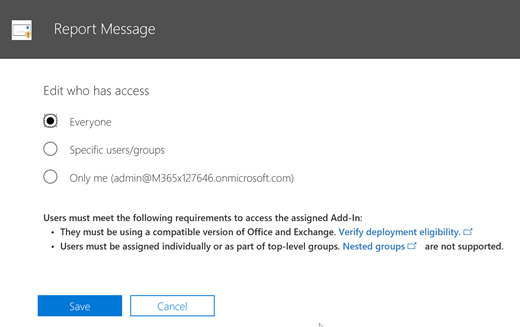 Report Message
Edit who has access
Everyone
Specific users/groups
Only me (admin@M365x127646.onmicrosoft.com)
Users must meet the following requirements to access the assigned Add-In:
• They must be using a compatible version of Office and Exchange. Verify deployment eligibility.
• Users must be assigned individually or as part of top-level groups. Nested groups are not supported.
Save Cancel